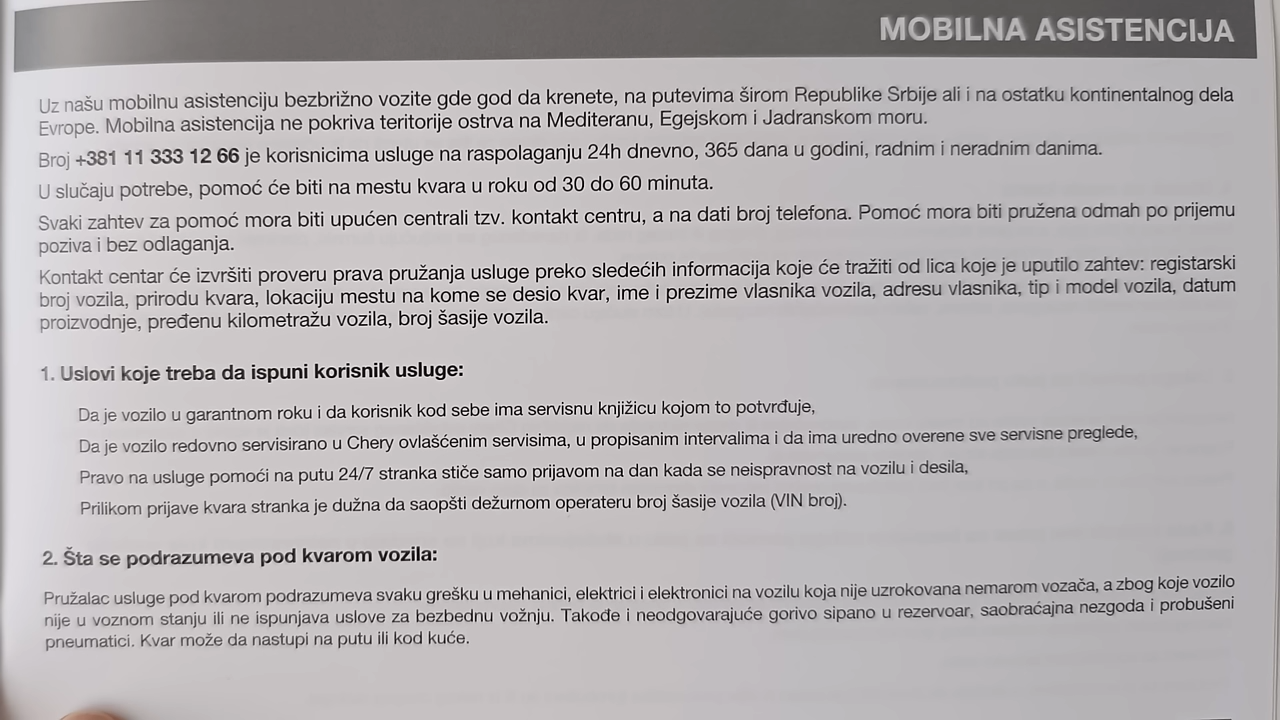 MOBILNA ASISTENCIJA
Uz našu mobilnu asistenciju bezbrižno vozite gde god da krenete, na putevima širom Republike Srbije ali i na ostatku kontinentalnog dela
Evrope. Mobilna asistencija ne pokriva teritorije ostrva na Mediteranu, Egejskom i Jadranskom moru.
Broj +381 11 333 12 66 je korisnicima usluge na raspolaganju 24h dnevno, 365 dana u godini, radnim i neradnim danima.
U slučaju potrebe, pomoć će biti na mestu kvara u roku od 30 do 60 minuta.
Svaki zahtev za pomoć mora biti upućen centrali tzv. kontakt centru, a na dati broj telefona. Pomoć mora biti pružena odmah po prijemu
poziva i bez odlaganja.
Kontakt centar će izvršiti proveru prava pružanja usluge preko sledećih informacija koje će tražiti od lica koje je uputilo zahtev: registarski
broj vozila, prirodu kvara, lokaciju mestu na kome se desio kvar, ime i prezime vlasnika vozila, adresu vlasnika, tip i model vozila, datum
proizvodnje, pređenu kilometražu vozila, broj šasije vozila.
1. Uslovi koje treba da ispuni korisnik usluge:
Da je vozilo u garantnom roku i da korisnik kod sebe ima servisnu knjižicu kojom to potvrđuje,
Da je vozilo redovno servisirano u Chery ovlašćenim servisima, u propisanim intervalima i da ima uredno overene sve servisne preglede,
Pravo na usluge pomoći na putu 24/7 stranka stiče samo prijavom na dan kada se neispravnost na vozilu i desila,
Prilikom prijave kvara stranka je dužna da saopšti dežurnom operateru broj šasije vozila (VIN broj).
2. Šta se podrazumeva pod kvarom vozila:
Pružalac usluge pod kvarom podrazumeva svaku grešku u mehanici, elektrici i elektronici na vozilu koja nije uzrokovana nemarom vozača, a zbog koje vozilo
nije u voznom stanju ili ne ispunjava uslove za bezbednu vožnju. Takođe i neodgovarajuće gorivo sipano u rezervoar, saobraćajna nezgoda i probušeni
pneumatici. Kvar može da nastupi na putu ili kod kuće.